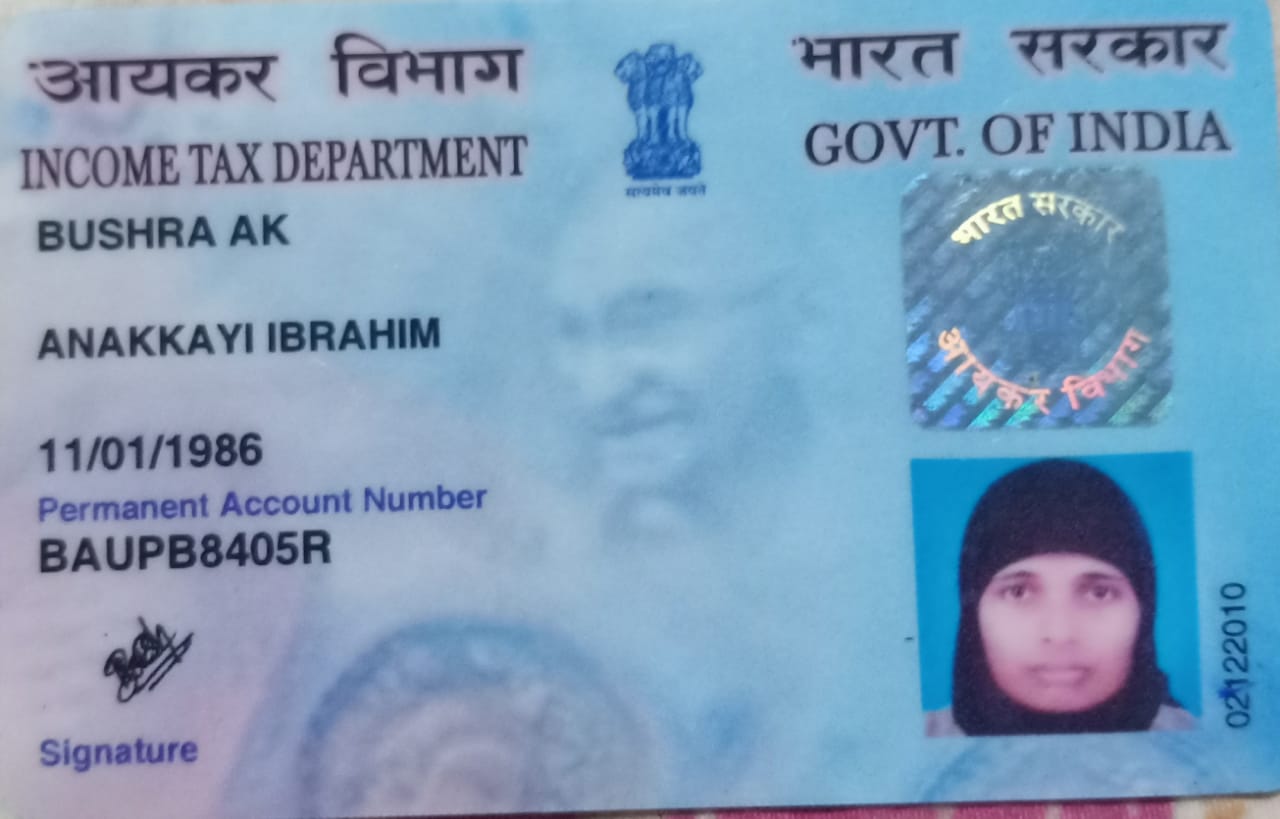 आयकर विभाग
भारत सरकार
INCOME TAX DEPARTMENT
GOVT. OF INDIA
सत्यमेव जयते
BUSHRA AK
भारत सरकार
आयकर विभाग
ANAKKAYI IBRAHIM
11/01/1986
Permanent Account Number
BAUPB8405R
Signature
02122010